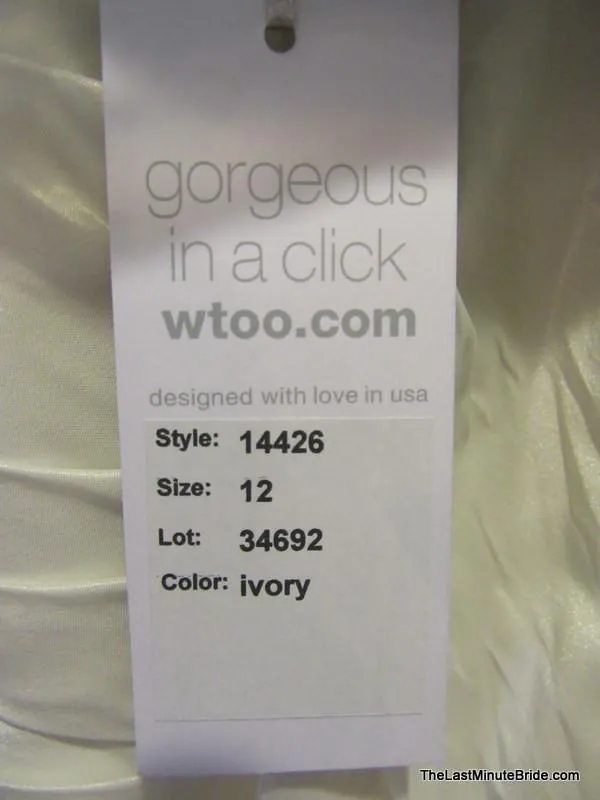 gorgeous
in a click
wtoo.com
designed with love in usa
Style: 14426
Size: 12
Lot: 34692
Color: ivory
TheLastMinuteBride.com